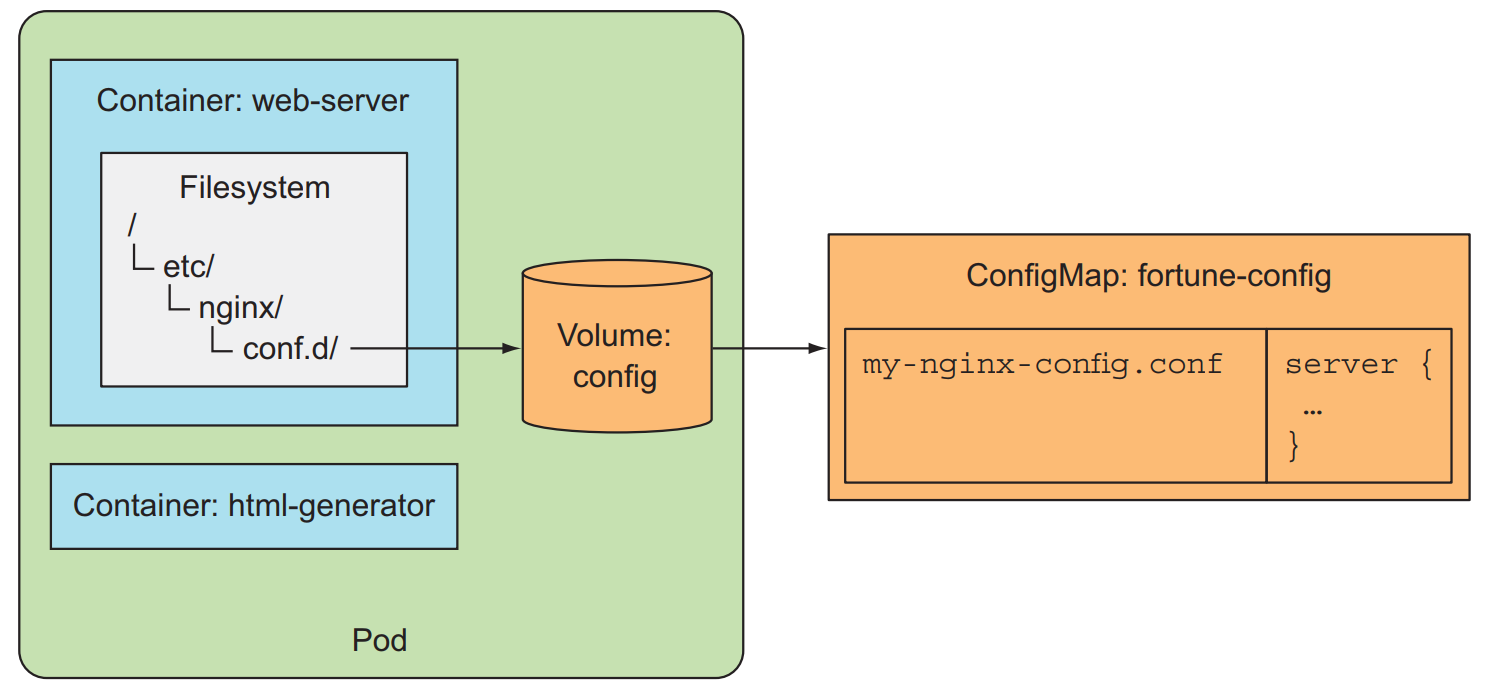 Container: web-server
Filesystem
/
etc/
nginx/
conf.d/
Volume:
config
ConfigMap: fortune-config
my-nginx-config.conf
server {
…
}
Container: html-generator
Pod